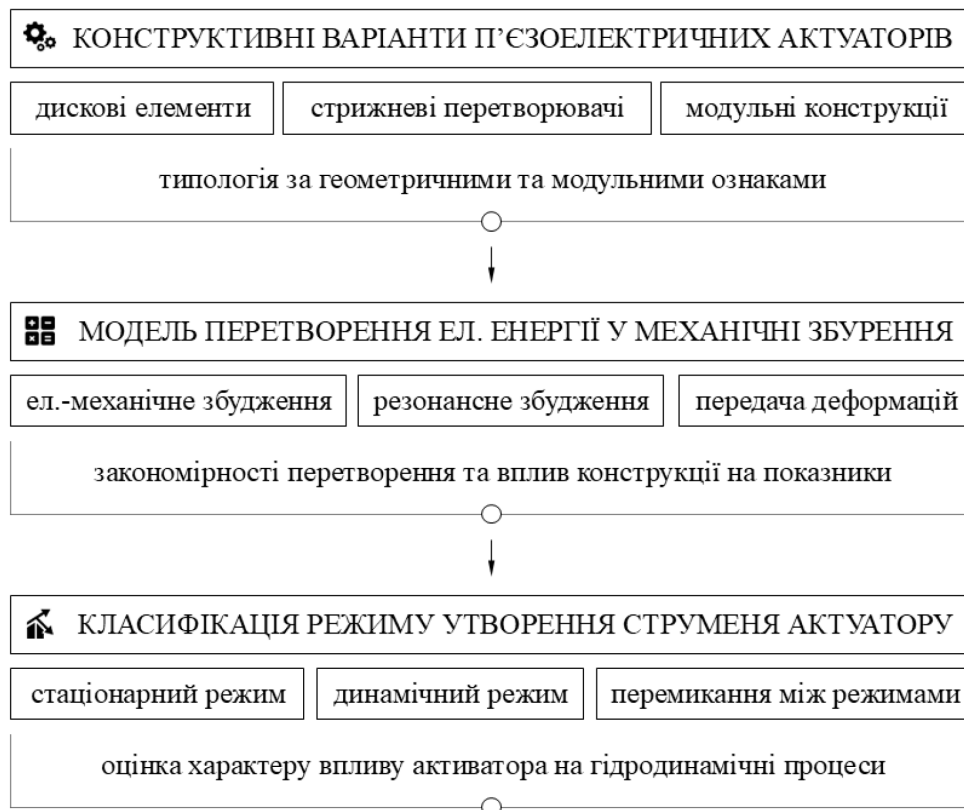 КОНСТРУКТИВНІ ВАРІАНТИ П’ЄЗОЕЛЕКТРИЧНИХ АКТУАТОРІВ
дискові елементи стрижневі перетворювачі модульні конструкції
типологія за геометричними та модульними ознаками
МОДЕЛЬ ПЕРЕТВОРЕННЯ ЕЛ. ЕНЕРГІЇ У МЕХАНІЧНІ ЗБУРЕННЯ
ел.-механічне збудження резонансне збудження передача деформацій
закономірності перетворення та вплив конструкції на показники
КЛАСИФІКАЦІЯ РЕЖИМУ УТВОРЕННЯ СТРУМЕНЯ АКТУАТОРУ
стаціонарний режим динамічний режим перемикання між режимами
оцінка характеру впливу активатора на гідродинамічні процеси